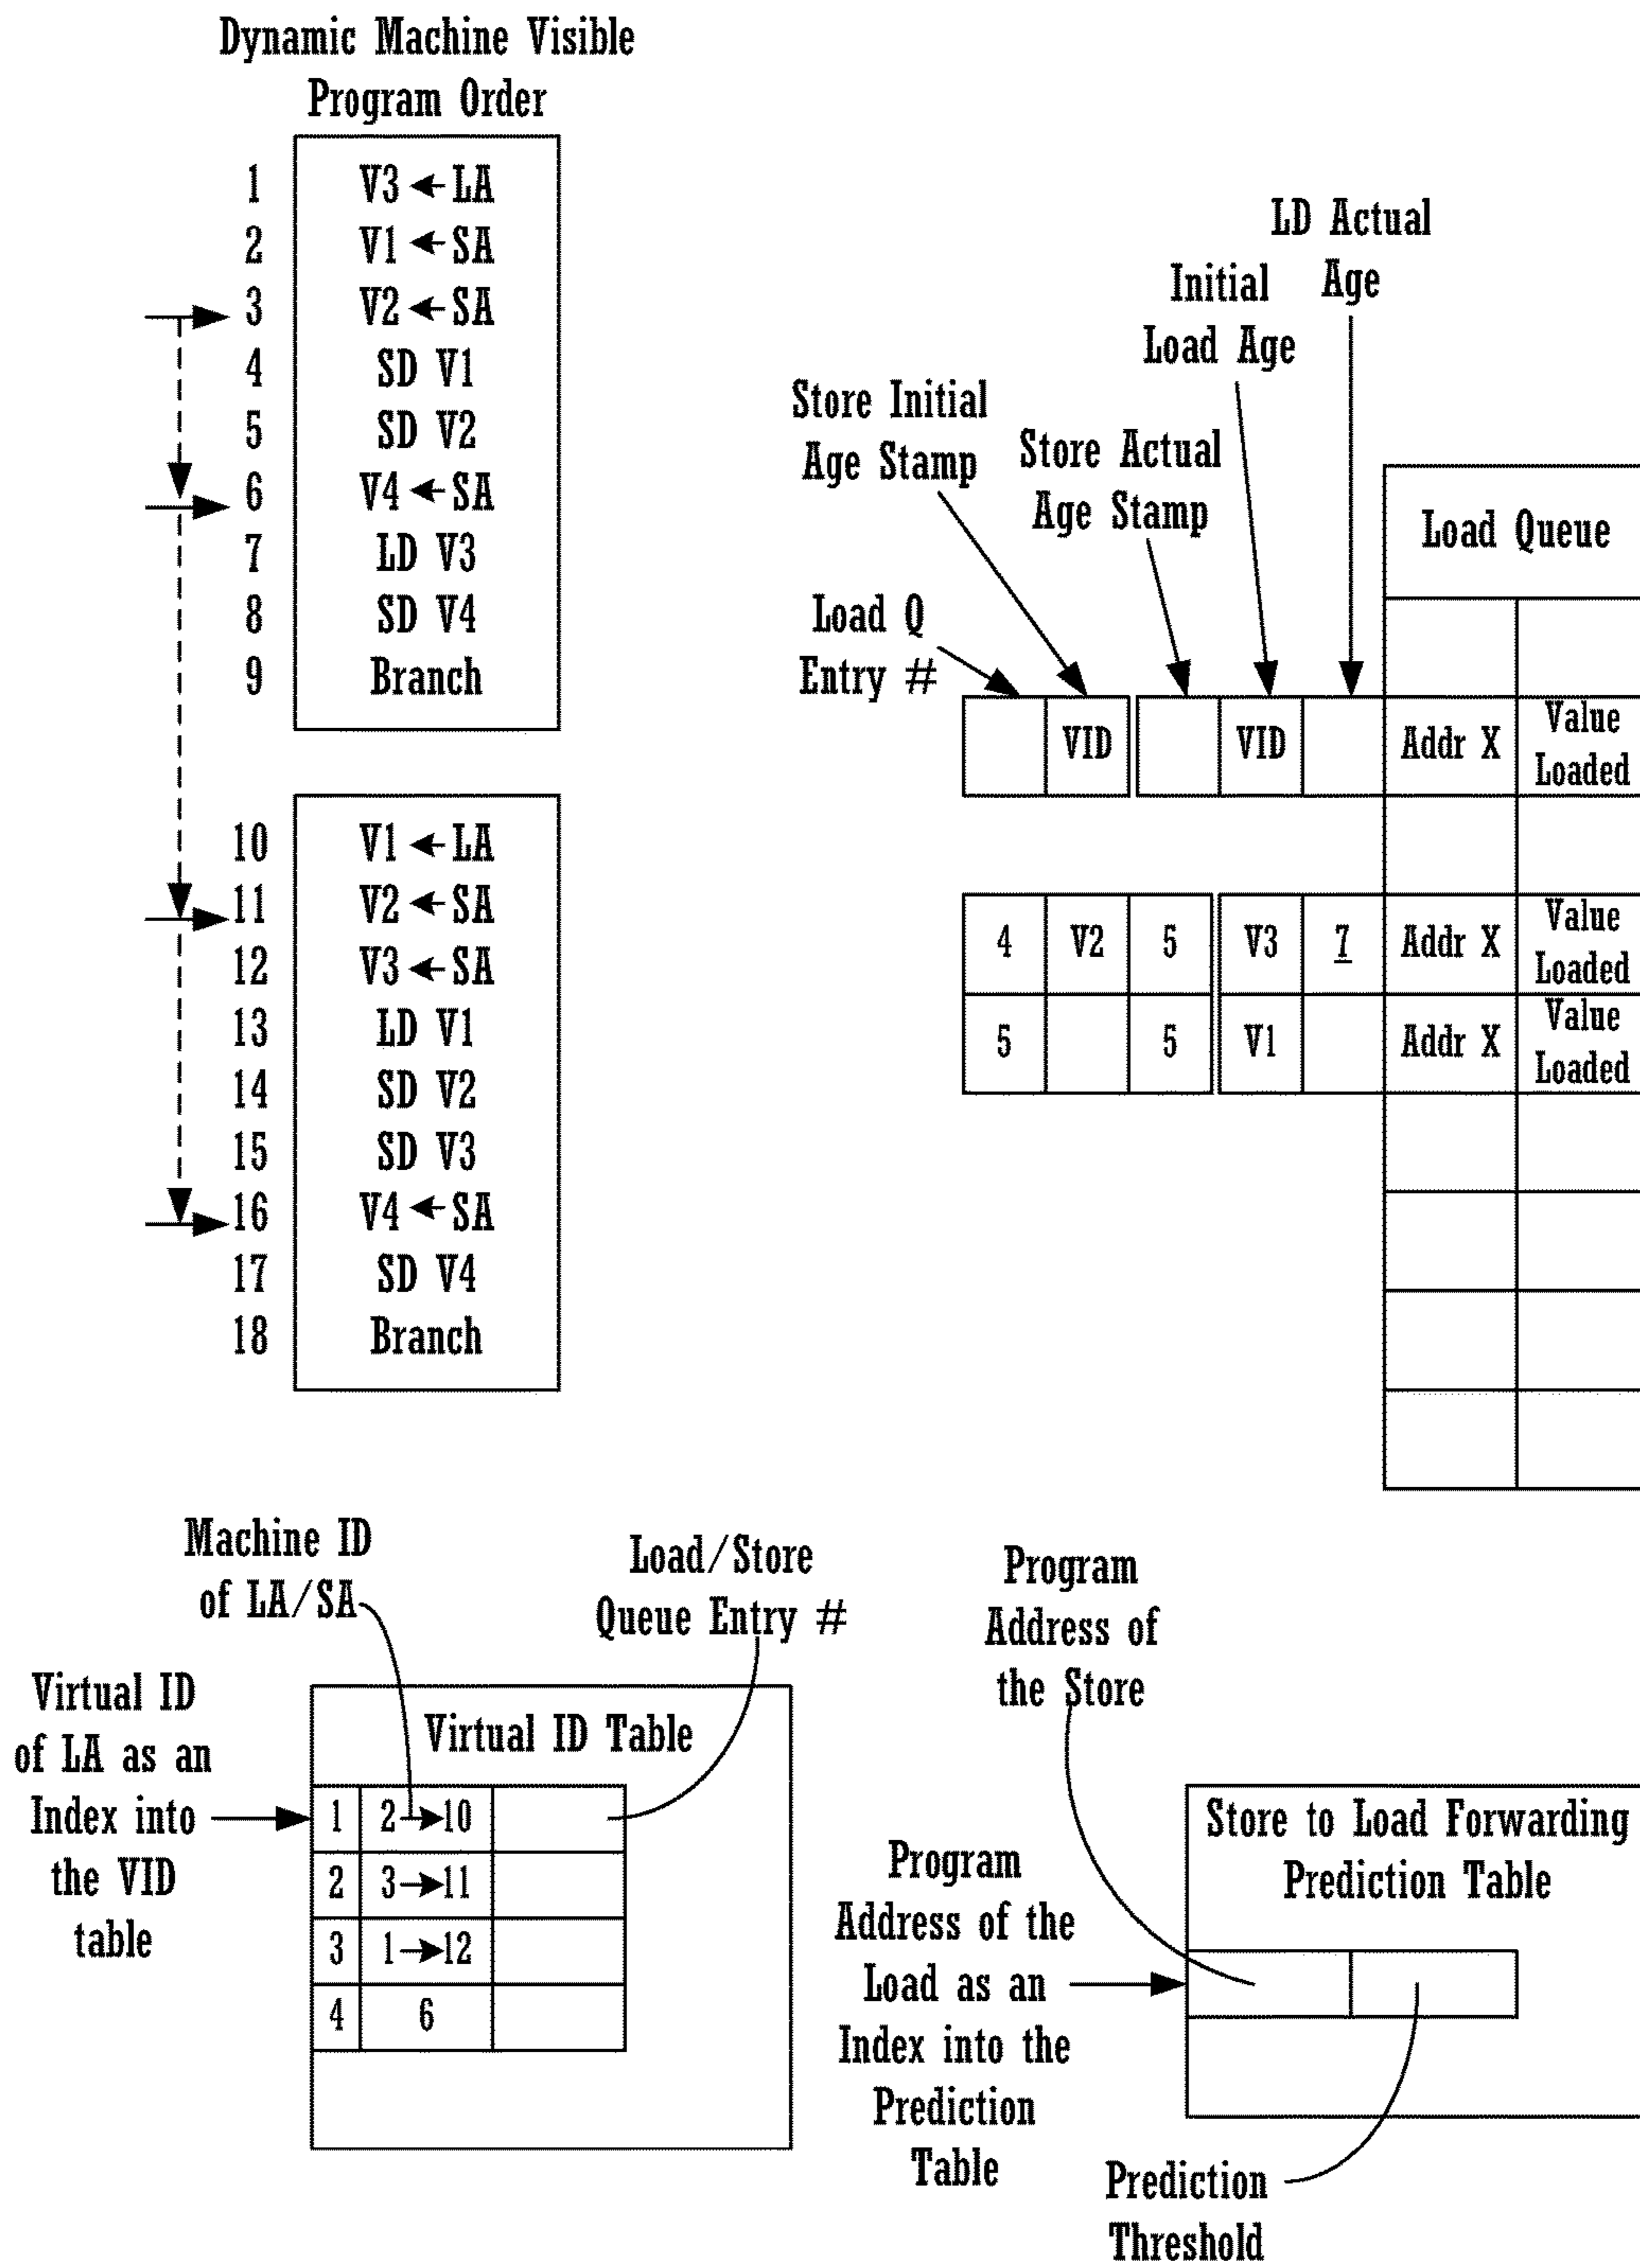 Dynamic Machine Visible
Program Order
1 V3 ← LA
2 V1 ← SA
3 V2 ← SA
4 SD V1
5 SD V2
6 V4 ← SA
7 LD V3
8 SD V4
9 Branch
10 V1 ← LA
11 V2 ← SA
12 V3 ← SA
13 LD V1
14 SD V2
15 SD V3
16 V4 ← SA
17 SD V4
18 Branch
LD Actual
Age
Initial
Load Age
Store Initial
Age Stamp
Store Actual
Age Stamp
Load Q
Entry #
Load Queue
VID VID Addr X Value
Loaded
4 V2 5 V3 7 Addr X Value
Loaded
5 5 V1 Addr X Value
Loaded
Machine ID
of LA/SA
Load/Store
Queue Entry #
Virtual ID
of LA as an
Index into
the VID
table
Virtual ID Table
1 2→10
2 3→11
3 1→12
4 6
Program
Address of
the Store
Program
Address of the
Load as an
Index into the
Prediction
Table
Store to Load Forwarding
Prediction Table
Prediction
Threshold